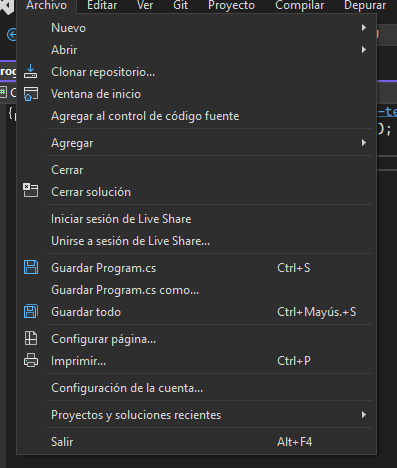 Archivo Editar Ver Git Proyecto Compilar Depurar
Nuevo
Abrir
Clonar repositorio...
Ventana de inicio
Agregar al control de código fuente
Agregar
Cerrar
Cerrar solución
Iniciar sesión de Live Share
Unirse a sesión de Live Share...
Guardar Program.cs Ctrl+S
Guardar Program.cs como...
Guardar todo Ctrl+Mayús.+S
Configurar página...
Imprimir... Ctrl+P
Configuración de la cuenta...
Proyectos y soluciones recientes
Salir Alt+F4